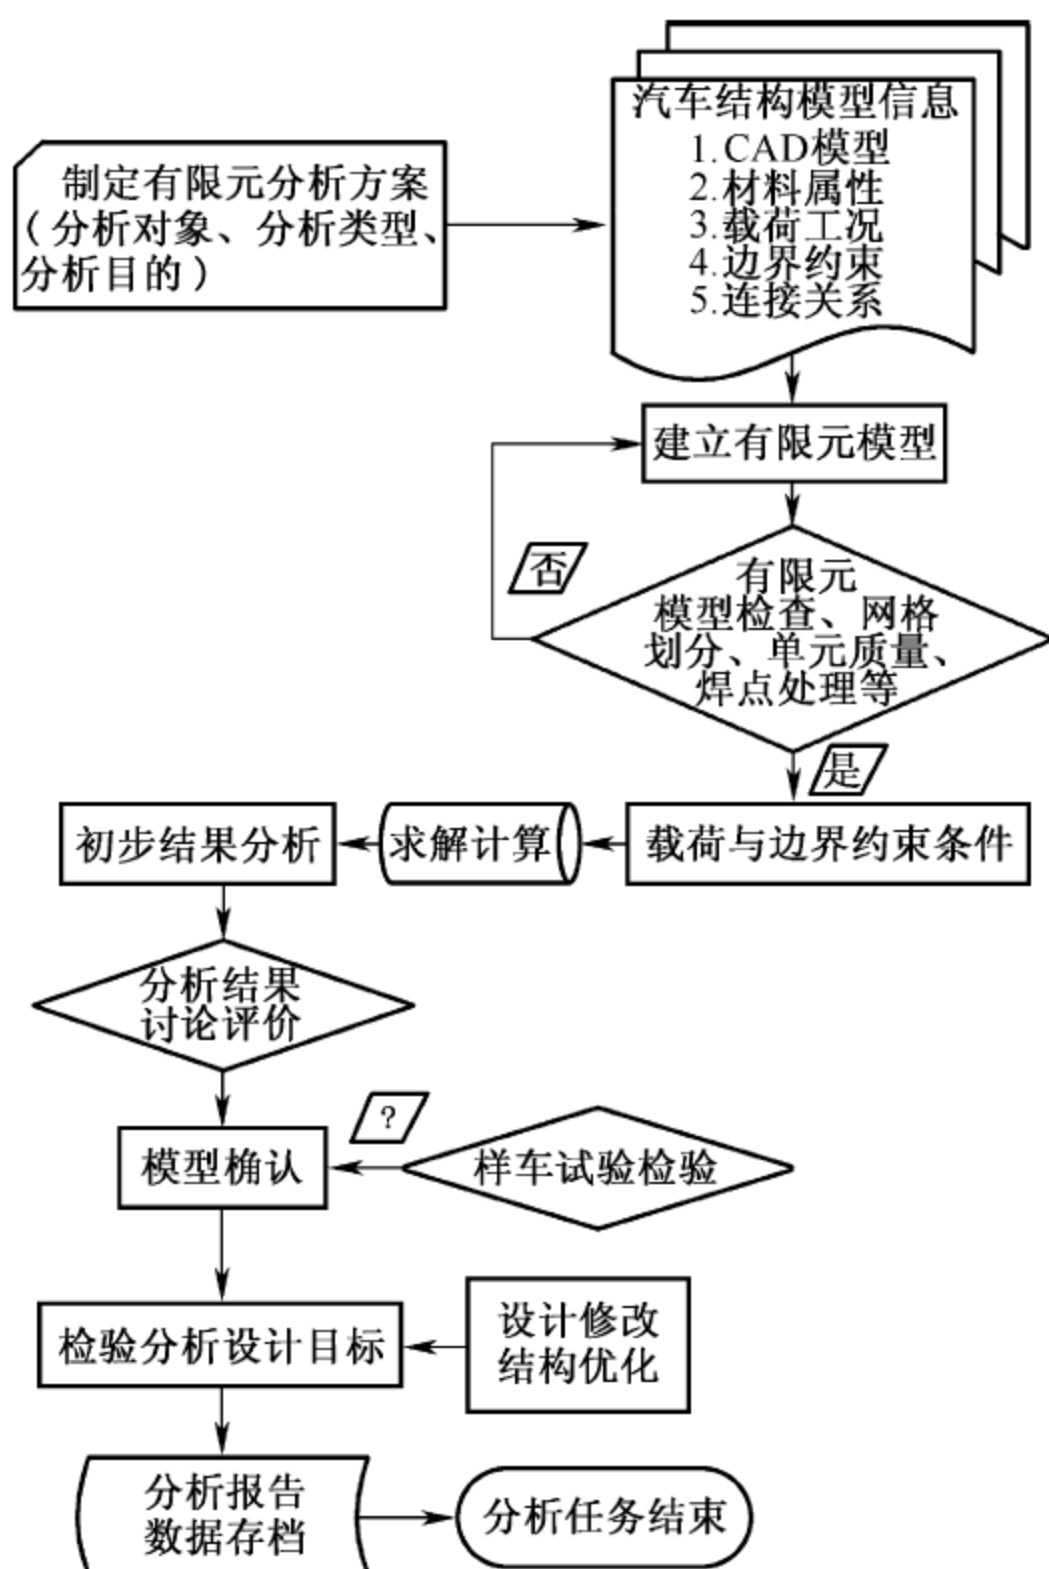 制定有限元分析方案
(分析对象、分析类型、
分析目的)
汽车结构模型信息
1.CAD模型
2.材料属性
3.载荷工况
4.边界约束
5.连接关系
建立有限元模型
否
有限元
模型检查、网格
划分、单元质量、
焊点处理等
是
载荷与边界约束条件
求解计算
初步结果分析
分析结果
讨论评价
?
模型确认
样车试验检验
检验分析设计目标
设计修改
结构优化
分析报告
数据存档
分析任务结束